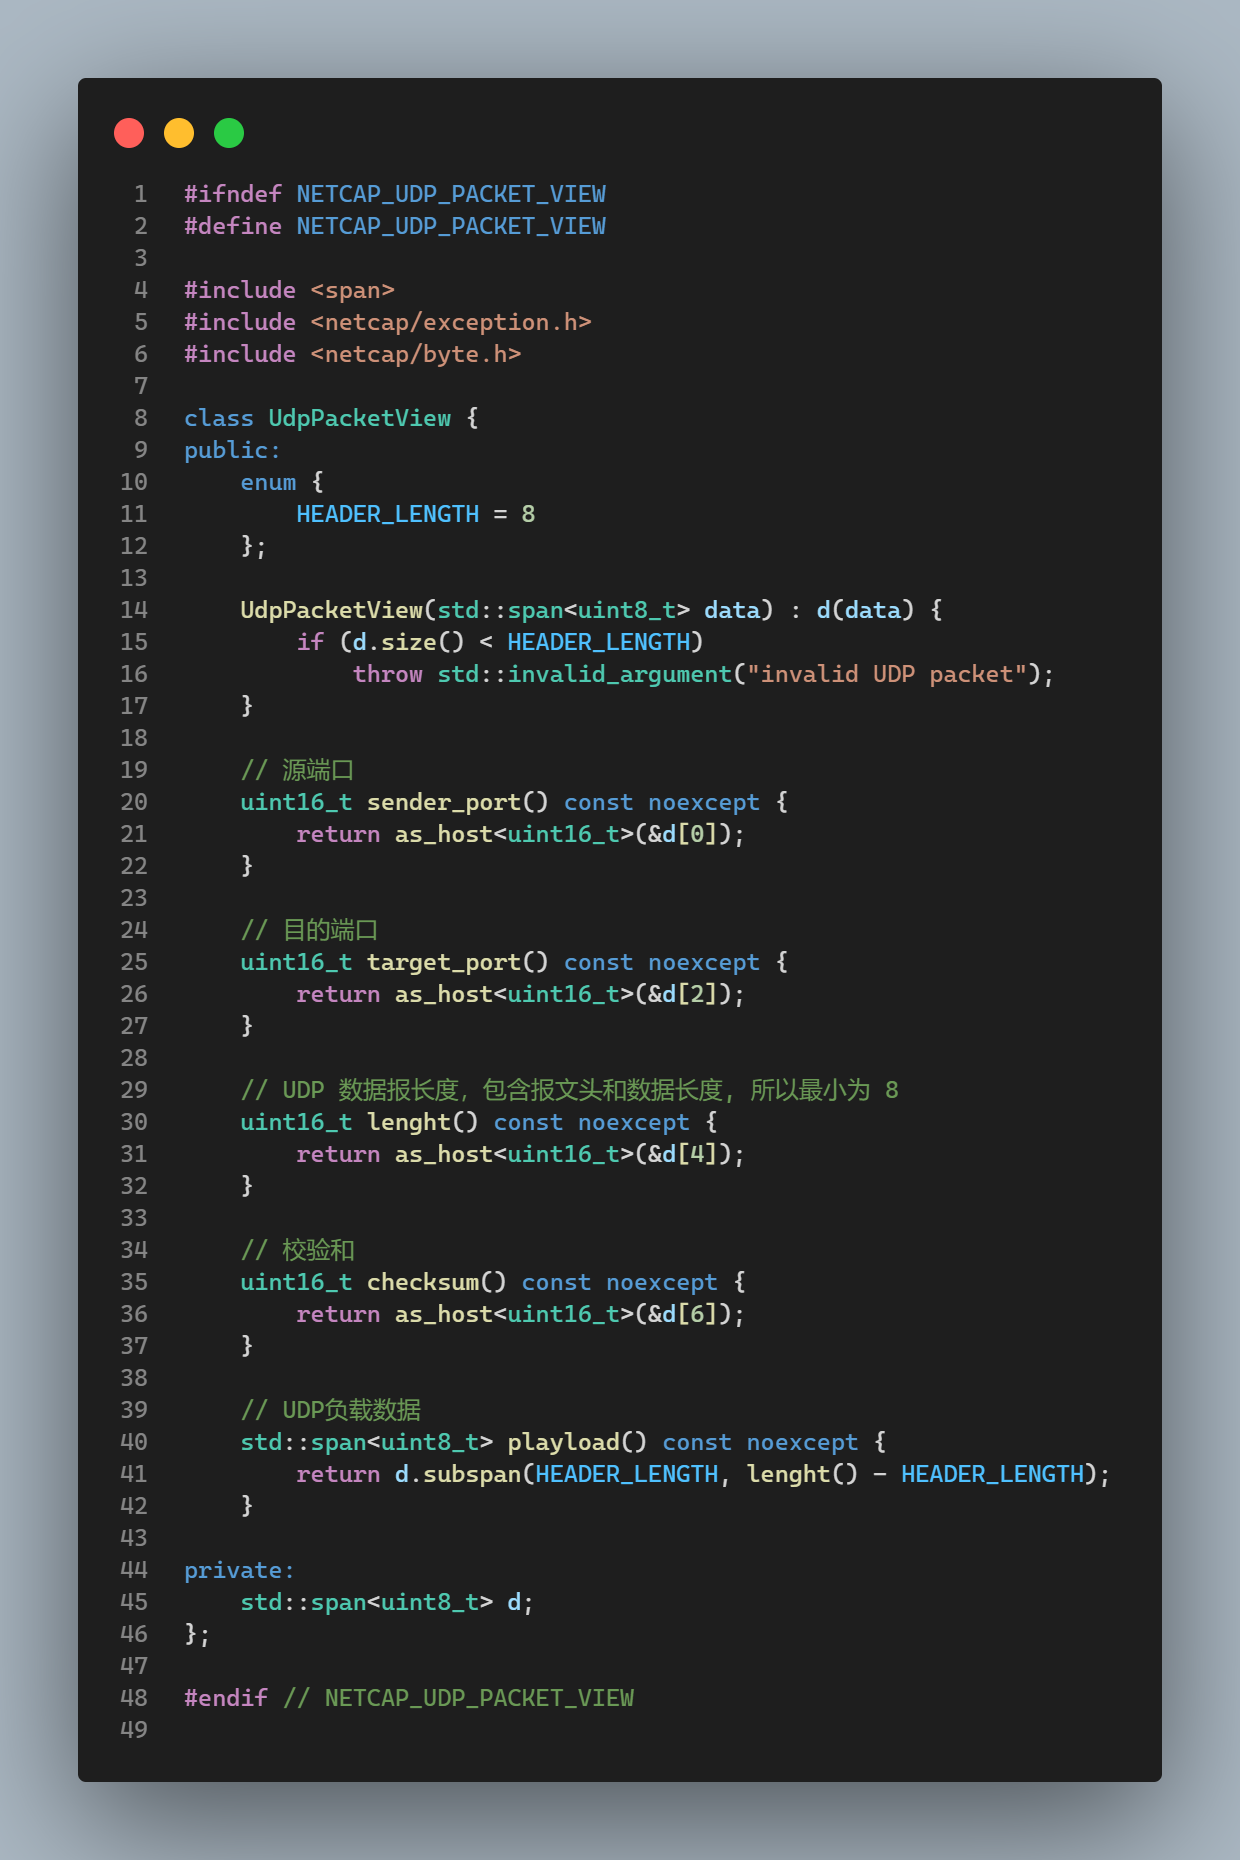 1 #ifndef NETCAP_UDP_PACKET_VIEW
2 #define NETCAP_UDP_PACKET_VIEW
3
4 #include <span>
5 #include <netcap/exception.h>
6 #include <netcap/byte.h>
7
8 class UdpPacketView {
9 public:
10     enum {
11         HEADER_LENGTH = 8
12     };
13
14     UdpPacketView(std::span<uint8_t> data) : d(data) {
15         if (d.size() < HEADER_LENGTH)
16             throw std::invalid_argument("invalid UDP packet");
17     }
18
19     // 源端口
20     uint16_t sender_port() const noexcept {
21         return as_host<uint16_t>(&d[0]);
22     }
23
24     // 目的端口
25     uint16_t target_port() const noexcept {
26         return as_host<uint16_t>(&d[2]);
27     }
28
29     // UDP 数据报长度，包含报文头和数据长度, 所以最小为 8
30     uint16_t lenght() const noexcept {
31         return as_host<uint16_t>(&d[4]);
32     }
33
34     // 校验和
35     uint16_t checksum() const noexcept {
36         return as_host<uint16_t>(&d[6]);
37     }
38
39     // UDP负载数据
40     std::span<uint8_t> playload() const noexcept {
41         return d.subspan(HEADER_LENGTH, lenght() - HEADER_LENGTH);
42     }
43
44 private:
45     std::span<uint8_t> d;
46 };
47
48 #endif // NETCAP_UDP_PACKET_VIEW
49